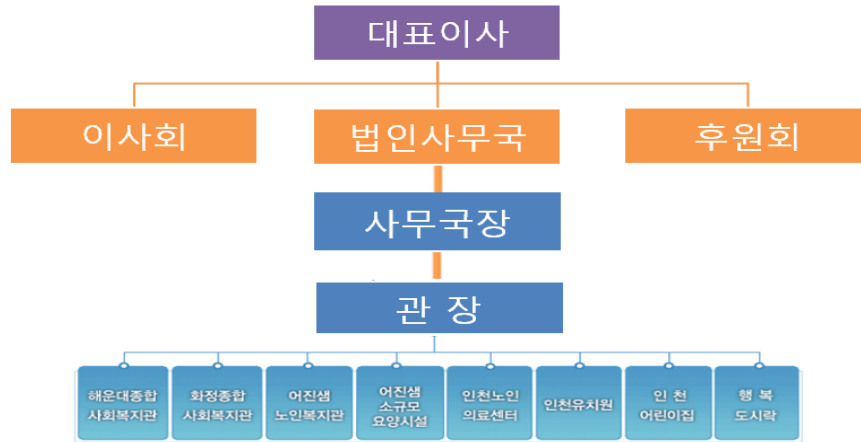 대표이사
이사회
법인사무국
후원회
사무국장
관 장
해운대종합
사회복지관
화정종합
사회복지관
어진샘
노인복지관
어진샘
소규모
요양시설
인천노인
의료센터
인천유치원
인 천
어린이집
행 복
도시락